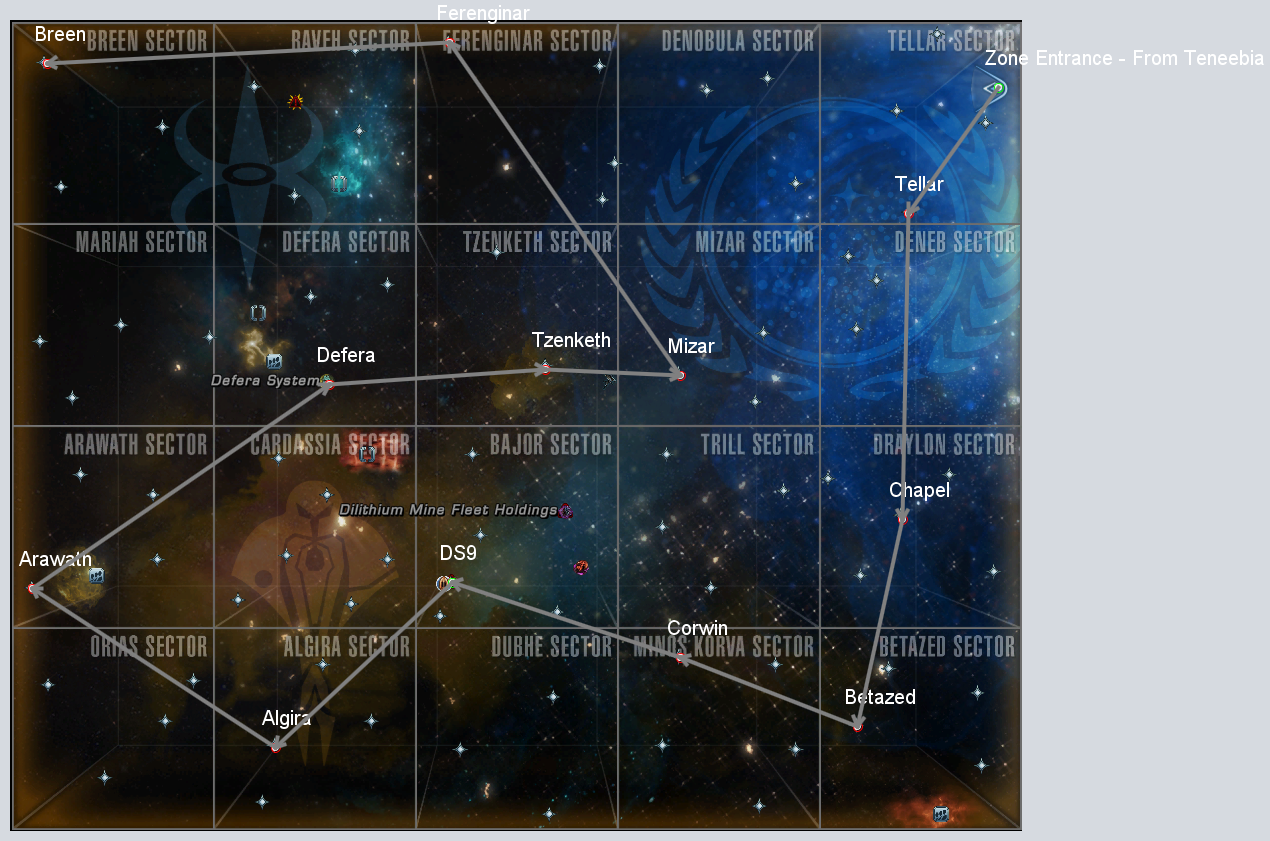 Ferenginar
Breen
BREEN SECTOR
RAVEH SECTOR
FERENGINAR SECTOR
DENOBULA SECTOR
TELLAR SECTOR
Zone Entrance - From Teneebia
Tellar
MARIAH SECTOR
DEFERA SECTOR
TZENKETH SECTOR
MIZAR SECTOR
DENEB SECTOR
Tzenketh
Mizar
Defera
Defera System
ARAWATH SECTOR
CARDASSIA SECTOR
BAJOR SECTOR
TRILL SECTOR
DRAYLON SECTOR
Chapel
Dilithium Mine Fleet Holdings
DS9
Arawath
Corwin
ORIAS SECTOR
ALGIRA SECTOR
DUBHE SECTOR
MINOS KORVA SECTOR
BETAZED SECTOR
Betazed
Algira